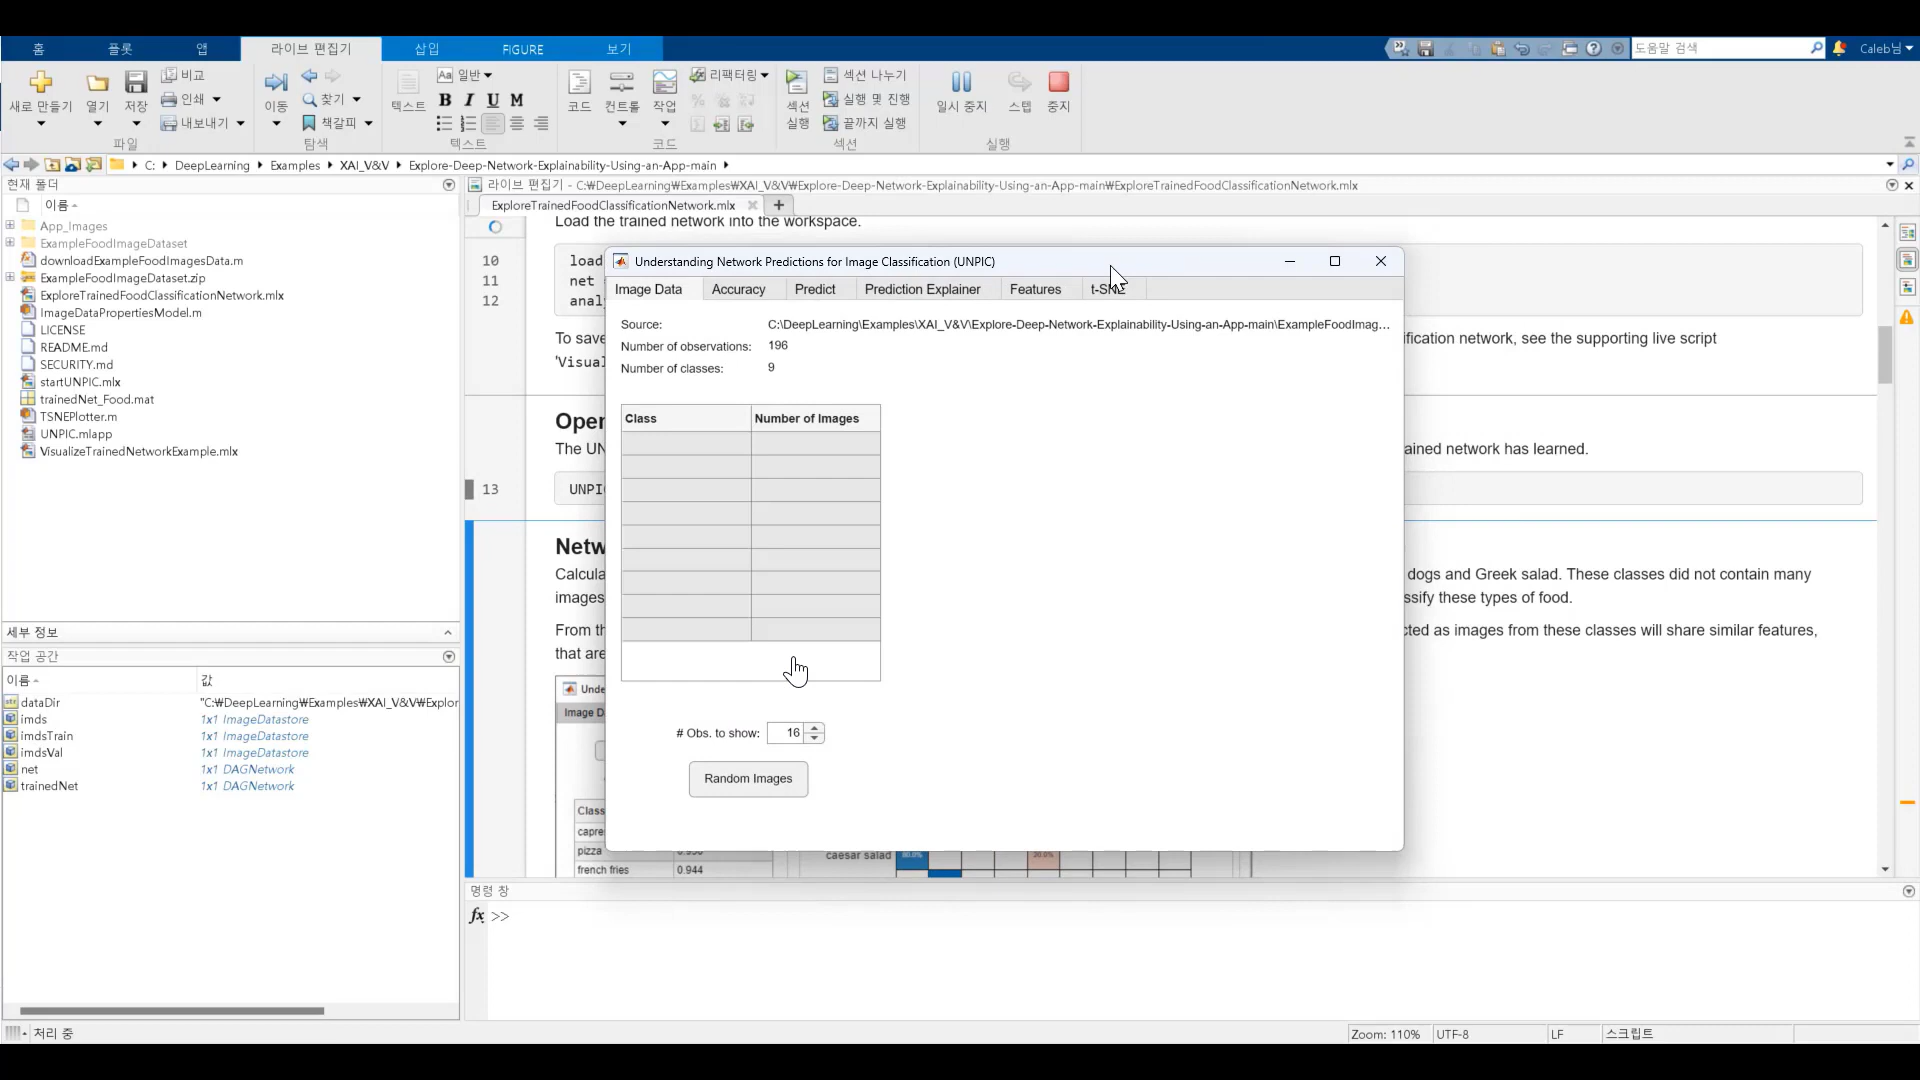 홈 플롯 앱 라이브 편집기 삽입 FIGURE 보기 도움말 검색 Caleb님
새로 만들기 열기 저장 비교 인쇄 내보내기 이동 찾기 책갈피 텍스트 Aa 일반 B I U M 코드 컨트롤 작업 리팩터링 섹션 실행 섹션 나누기 실행 및 진행 끝까지 실행 일시 중지 스텝 중지
파일 탐색 텍스트 코드 섹션 실행
C: DeepLearning Examples XAI_V&V Explore-Deep-Network-Explainability-Using-an-App-main
현재 폴더
이름
App_Images
ExampleFoodImageDataset
downloadExampleFoodImagesData.m
ExampleFoodImageDataset.zip
ExploreTrainedFoodClassificationNetwork.mlx
ImageDataPropertiesModel.m
LICENSE
README.md
SECURITY.md
startUNPIC.mlx
trainedNet_Food.mat
TSNEPlotter.m
UNPIC.mlapp
VisualizeTrainedNetworkExample.mlx
세부 정보
작업 공간
이름 값
dataDir "C:₩DeepLearning₩Examples₩XAI_V&V₩Explor
imds 1x1 ImageDatastore
imdsTrain 1x1 ImageDatastore
imdsVal 1x1 ImageDatastore
net 1x1 DAGNetwork
trainedNet 1x1 DAGNetwork
라이브 편집기 - C:₩DeepLearning₩Examples₩XAI_V&V₩Explore-Deep-Network-Explainability-Using-an-App-main₩ExploreTrainedFoodClassificationNetwork.mlx
ExploreTrainedFoodClassificationNetwork.mlx
Load the trained network into the workspace.
10 load
11 net
12 anal
To save ification network, see the supporting live script
'Visual
Open
The UN ained network has learned.
13 UNPIC
Netw
Calcula dogs and Greek salad. These classes did not contain many
images ssify these types of food.
From th cted as images from these classes will share similar features,
that are
Unde
Image D
Class
capre
pizza
french fries 0.944
caesar salad 80.0% 20.0%
Understanding Network Predictions for Image Classification (UNPIC)
Image Data Accuracy Predict Prediction Explainer Features t-SNE
Source: C:\DeepLearning\Examples\XAI_V&V\Explore-Deep-Network-Explainability-Using-an-App-main\ExampleFoodImag...
Number of observations: 196
Number of classes: 9
Class Number of Images
# Obs. to show: 16
Random Images
명령 창
fx >>
처리 중 Zoom: 110% UTF-8 LF 스크립트